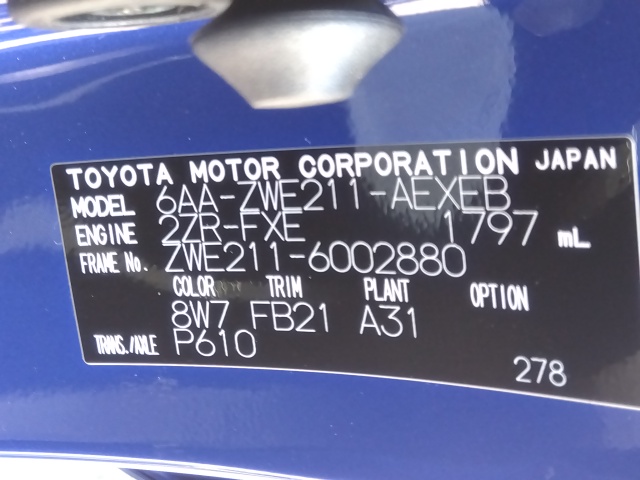 TOYOTA MOTOR CORPORATION JAPAN
MODEL 6AA-ZWE211-AEXEB
ENGINE 2ZR-FXE 1797 mL
FRAME No. ZWE211-6002880
COLOR TRIM PLANT OPTION
8W7 FB21 A31
TRANS./AXLE P610
278